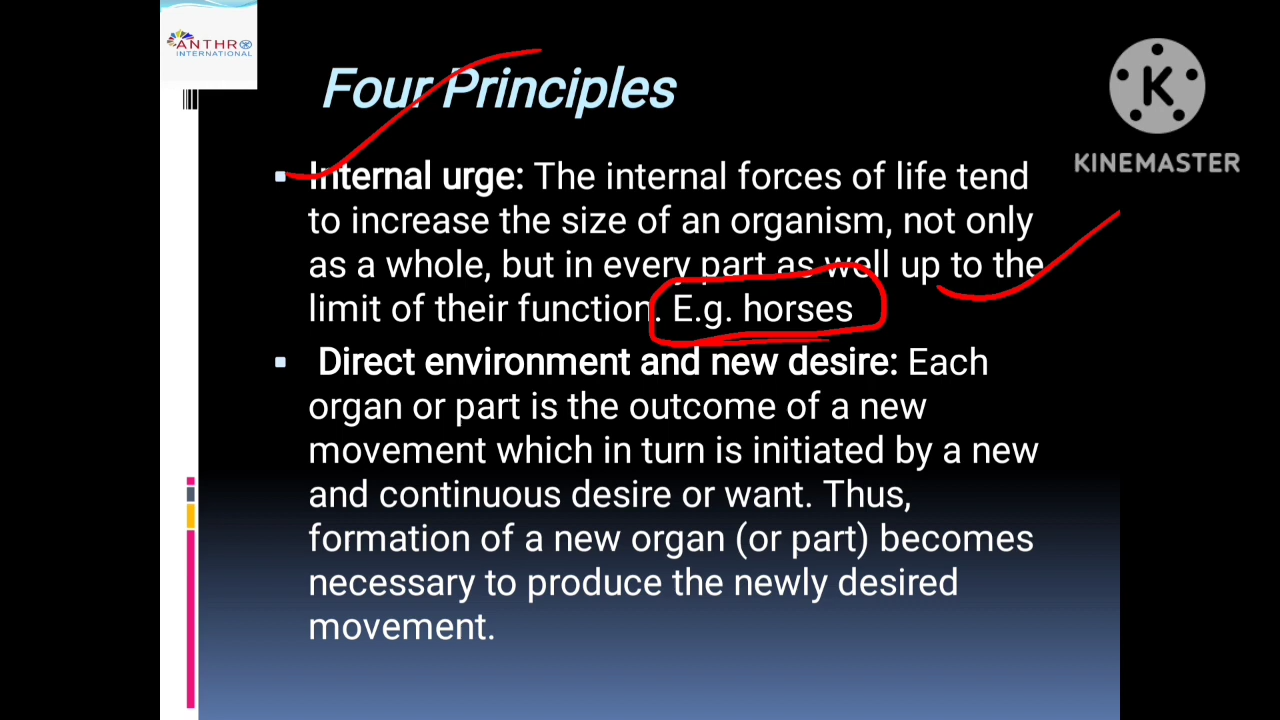 ANTHRO
INTERNATIONAL
Four Principles
KINEMASTER
Internal urge: The internal forces of life tend
to increase the size of an organism, not only
as a whole, but in every part as well up to the
limit of their function. E.g. horses
Direct environment and new desire: Each
organ or part is the outcome of a new
movement which in turn is initiated by a new
and continuous desire or want. Thus,
formation of a new organ (or part) becomes
necessary to produce the newly desired
movement.